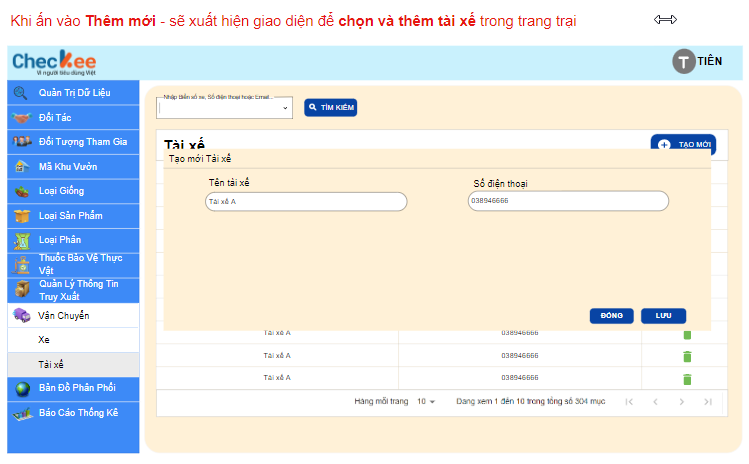 Khi ấn vào Thêm mới - sẽ xuất hiện giao diện để chọn và thêm tài xế trong trang trại
Checkee
Vì người tiêu dùng Việt
T TIÊN
Quản Trị Dữ Liệu
Đối Tác
Đối Tượng Tham Gia
Mã Khu Vườn
Loại Giống
Loại Sản Phẩm
Loại Phân
Thuốc Bảo Vệ Thực
Vật
Quản Lý Thông Tin
Truy Xuất
Vận Chuyển
Xe
Tài xế
Bản Đồ Phân Phối
Báo Cáo Thống Kê
Nhập Biển số xe, Số điện thoại hoặc Email...
TÌM KIẾM
Tài xế
TẠO MỚI
Tạo mới Tài xế
Tên tài xế
Số điện thoại
Tài xế A
038946666
ĐÓNG
LƯU
Tài xế A 038946666
Tài xế A 038946666
Tài xế A 038946666
Hàng mỗi trang 10 Đang xem 1 đến 10 trong tổng số 304 mục